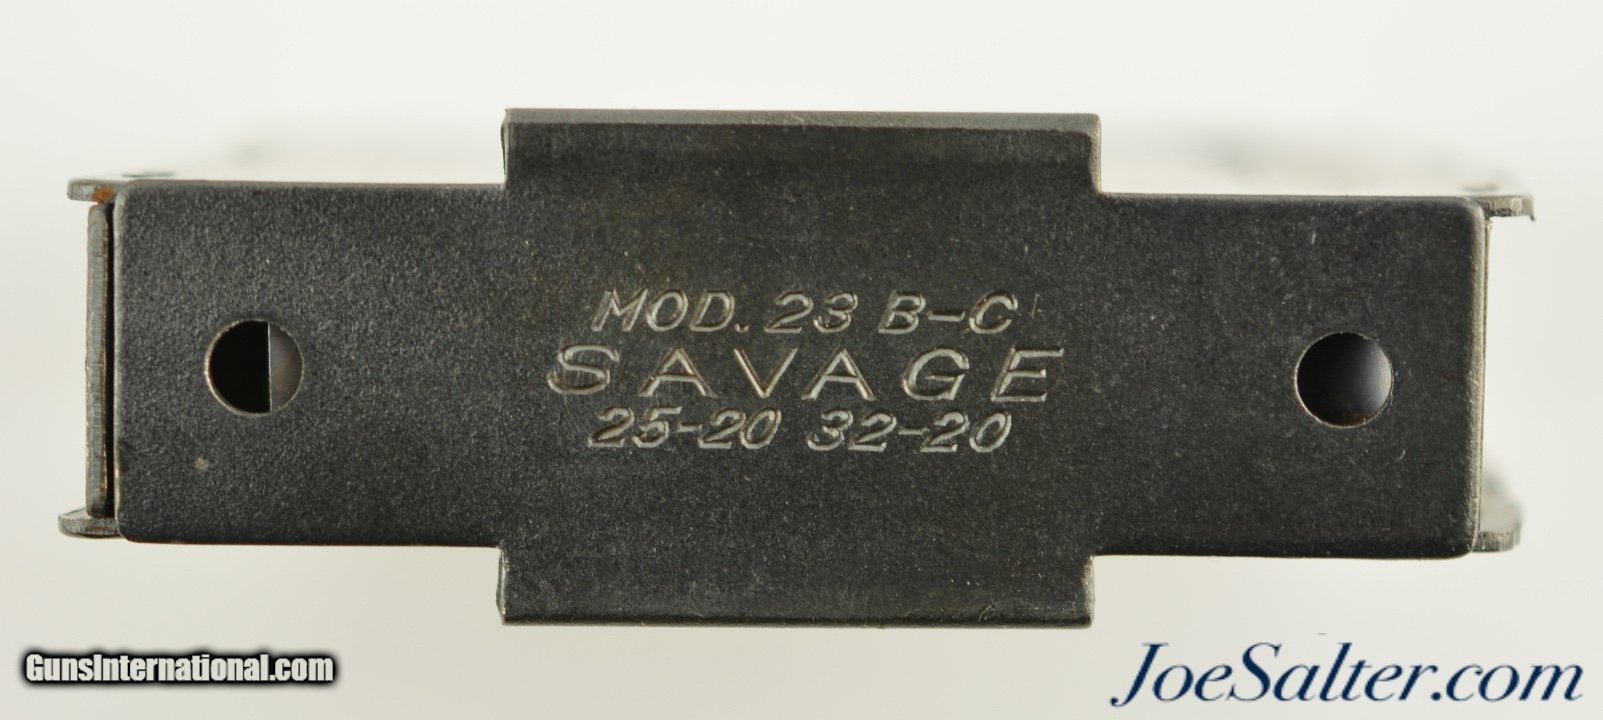 MOD. 23 B-C
SAVAGE
25-20 32-20
GunsInternational.com
JoeSalter.com